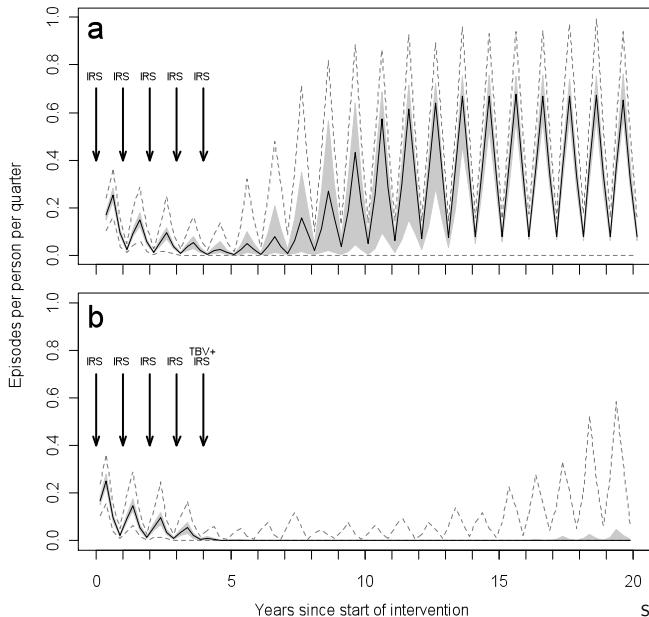 a
1.0
0.8
0.6
0.4
0.2
0.0
IRS IRS IRS IRS IRS
Episodes per person per quarter
b
1.0
0.8
0.6
0.4
0.2
0.0
TBV+
IRS IRS IRS IRS IRS
0 5 10 15 20
Years since start of intervention
S